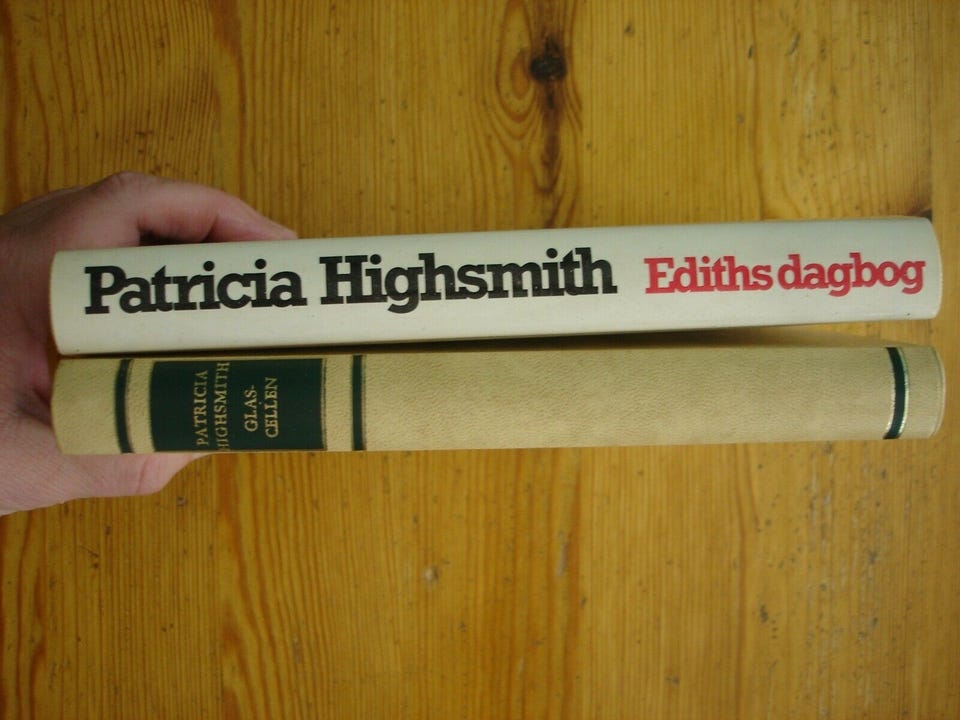 Patricia Highsmith Ediths dagbog
PATRICIA
HIGHSMITH
GLAS-
CELLEN